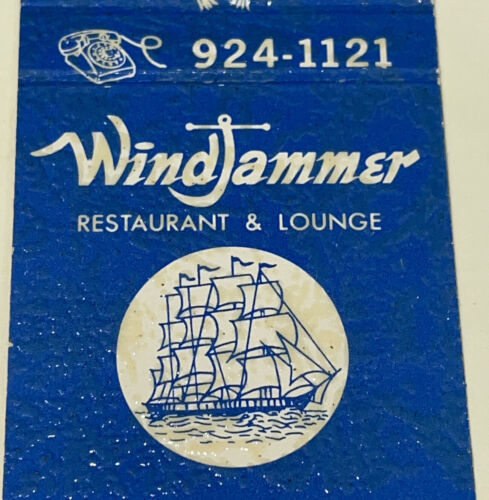 924-1121
WindJammer
RESTAURANT & LOUNGE